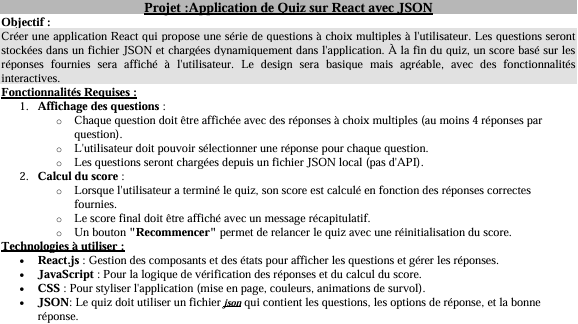 Projet :Application de Quiz sur React avec JSON
Objectif :
Créer une application React qui propose une série de questions à choix multiples à l'utilisateur. Les questions seront
stockées dans un fichier JSON et chargées dynamiquement dans l'application. À la fin du quiz, un score basé sur les
réponses fournies sera affiché à l'utilisateur. Le design sera basique mais agréable, avec des fonctionnalités
interactives.
Fonctionnalités Requises :
1. Affichage des questions :
o Chaque question doit être affichée avec des réponses à choix multiples (au moins 4 réponses par
question).
o L'utilisateur doit pouvoir sélectionner une réponse pour chaque question.
o Les questions seront chargées depuis un fichier JSON local (pas d'API).
2. Calcul du score :
o Lorsque l'utilisateur a terminé le quiz, son score est calculé en fonction des réponses correctes
fournies.
o Le score final doit être affiché avec un message récapitulatif.
o Un bouton "Recommencer" permet de relancer le quiz avec une réinitialisation du score.
Technologies à utiliser :
• React.js : Gestion des composants et des états pour afficher les questions et gérer les réponses.
• JavaScript : Pour la logique de vérification des réponses et du calcul du score.
• CSS : Pour styliser l'application (mise en page, couleurs, animations de survol).
• JSON: Le quiz doit utiliser un fichier json qui contient les questions, les options de réponse, et la bonne
réponse.